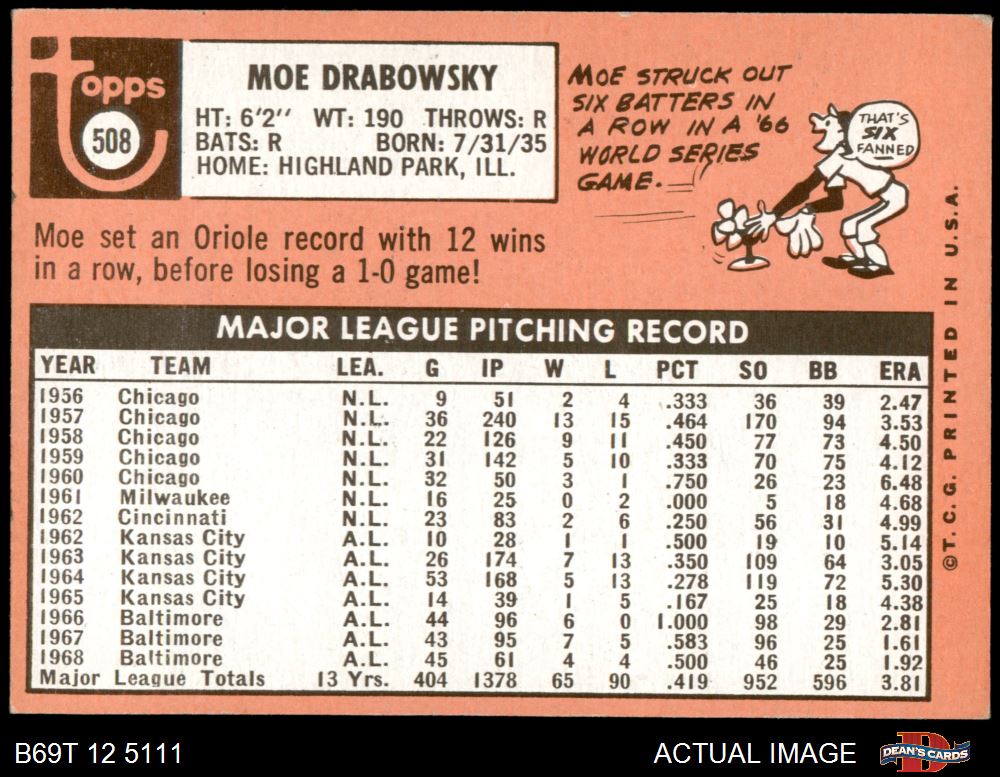 topps
508
MOE DRABOWSKY
HT: 6'2" WT: 190 THROWS: R
BATS: R BORN: 7/31/35
HOME: HIGHLAND PARK, ILL.
MOE STRUCK OUT
SIX BATTERS IN
A ROW IN A '66
WORLD SERIES
GAME.
THAT'S
SIX
FANNED
Moe set an Oriole record with 12 wins
in a row, before losing a 1-0 game!
MAJOR LEAGUE PITCHING RECORD
YEAR TEAM LEA. G IP W L PCT SO BB ERA
1956 Chicago N.L. 9 51 2 4 .333 36 39 2.47
1957 Chicago N.L. 36 240 13 15 .464 170 94 3.53
1958 Chicago N.L. 22 126 9 11 .450 77 73 4.50
1959 Chicago N.L. 31 142 5 10 .333 70 75 4.12
1960 Chicago N.L. 32 50 3 1 .750 26 23 6.48
1961 Milwaukee N.L. 16 25 0 2 .000 5 18 4.68
1962 Cincinnati N.L. 23 83 2 6 .250 56 31 4.99
1962 Kansas City A.L. 10 28 1 1 .500 19 10 5.14
1963 Kansas City A.L. 26 174 7 13 .350 109 64 3.05
1964 Kansas City A.L. 53 168 5 13 .278 119 72 5.30
1965 Kansas City A.L. 14 39 1 5 .167 25 18 4.38
1966 Baltimore A.L. 44 96 6 0 1.000 98 29 2.81
1967 Baltimore A.L. 43 95 7 5 .583 96 25 1.61
1968 Baltimore A.L. 45 61 4 4 .500 46 25 1.92
Major League Totals 13 Yrs. 404 1378 65 90 .419 952 596 3.81
©T.C.G. PRINTED IN U.S.A.
B69T 12 5111
ACTUAL IMAGE
DEAN'S CARDS